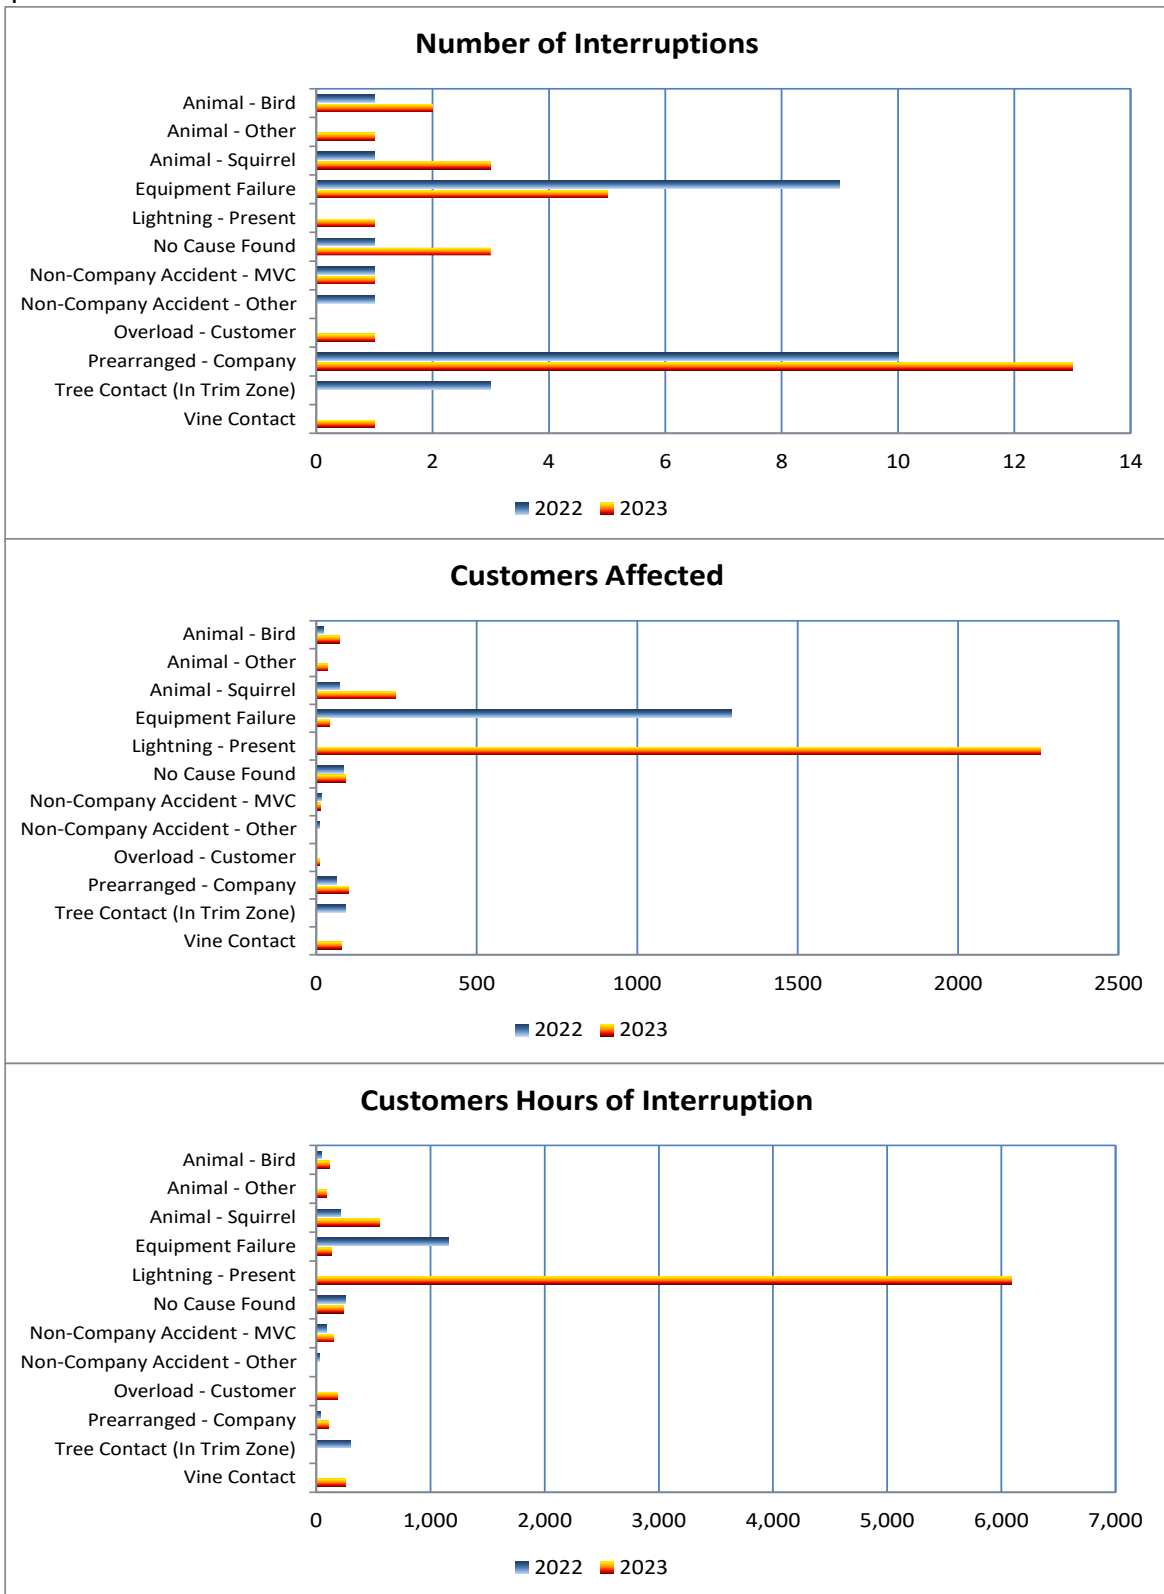 Number of Interruptions
Animal - Bird
Animal - Other
Animal - Squirrel
Equipment Failure
Lightning - Present
No Cause Found
Non-Company Accident - MVC
Non-Company Accident - Other
Overload - Customer
Prearranged - Company
Tree Contact (In Trim Zone)
Vine Contact
0 2 4 6 8 10 12 14
2022 2023
Customers Affected
Animal - Bird
Animal - Other
Animal - Squirrel
Equipment Failure
Lightning - Present
No Cause Found
Non-Company Accident - MVC
Non-Company Accident - Other
Overload - Customer
Prearranged - Company
Tree Contact (In Trim Zone)
Vine Contact
0 500 1000 1500 2000 2500
2022 2023
Customers Hours of Interruption
Animal - Bird
Animal - Other
Animal - Squirrel
Equipment Failure
Lightning - Present
No Cause Found
Non-Company Accident - MVC
Non-Company Accident - Other
Overload - Customer
Prearranged - Company
Tree Contact (In Trim Zone)
Vine Contact
0 1,000 2,000 3,000 4,000 5,000 6,000 7,000
2022 2023